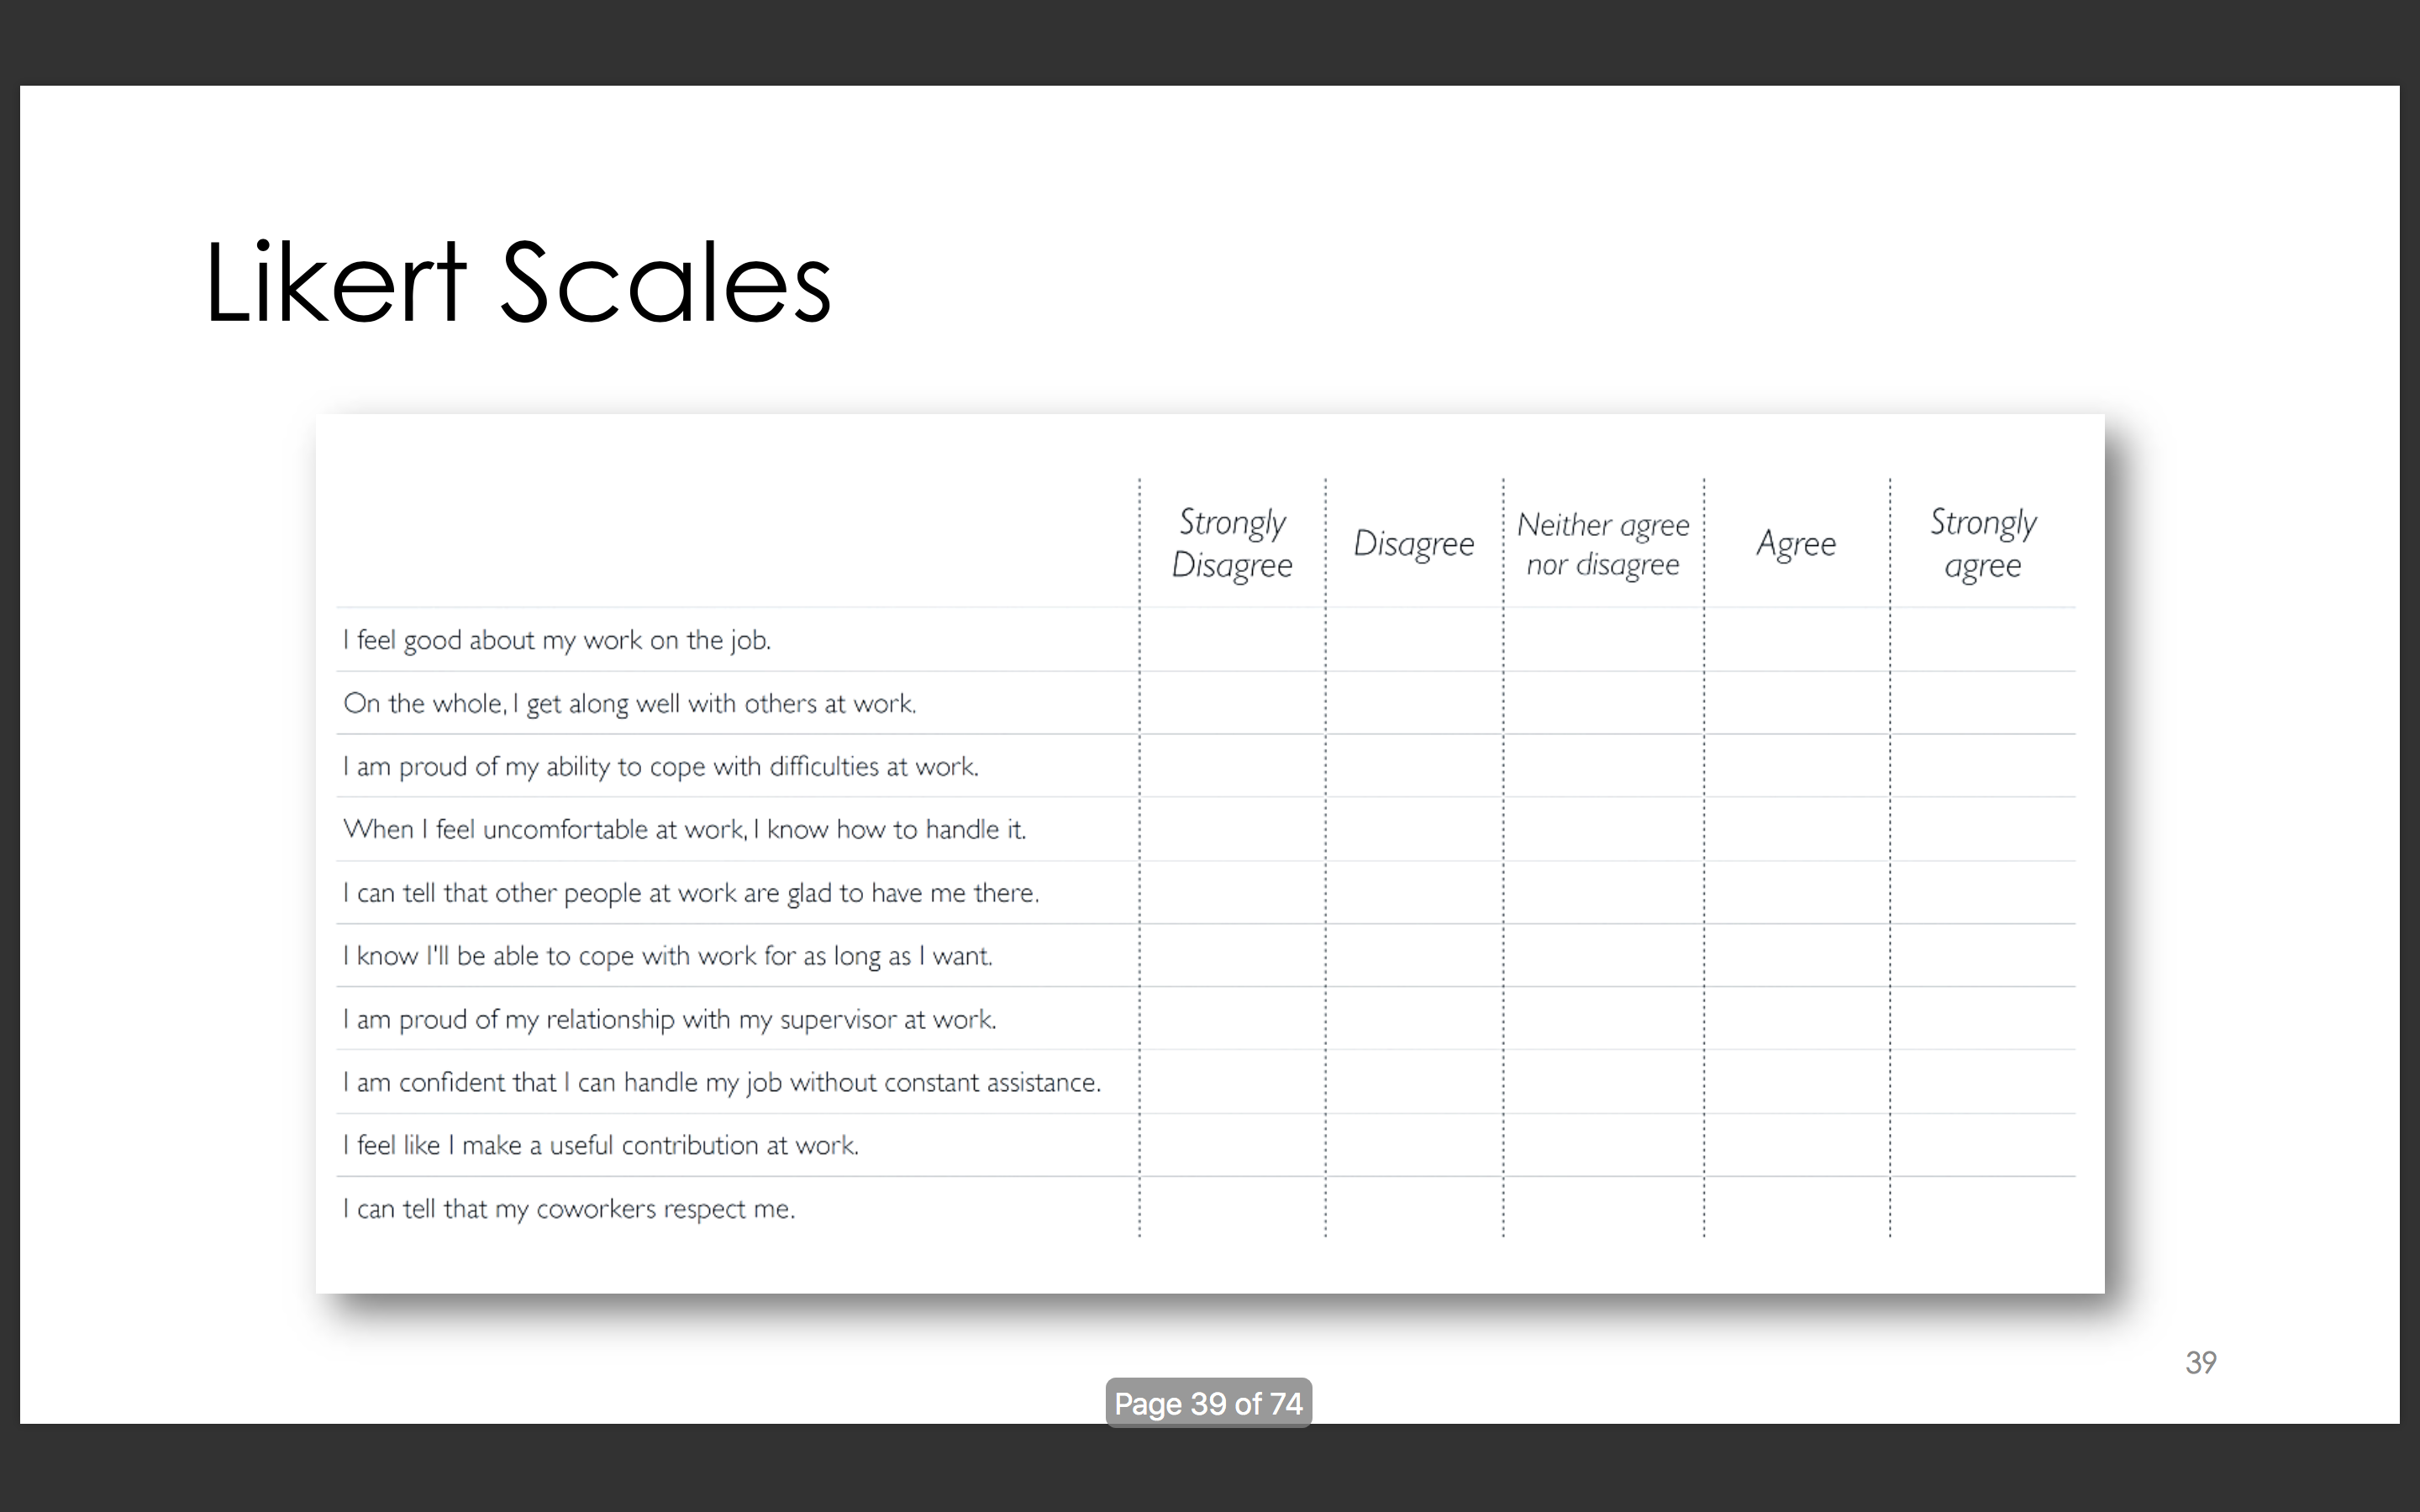 Likert Scales
Strongly
Disagree
Disagree
Neither agree
nor disagree
Agree
Strongly
agree
I feel good about my work on the job.
On the whole, I get along well with others at work.
I am proud of my ability to cope with difficulties at work.
When I feel uncomfortable at work, I know how to handle it.
I can tell that other people at work are glad to have me there.
I know I'll be able to cope with work for as long as I want.
I am proud of my relationship with my supervisor at work.
I am confident that I can handle my job without constant assistance.
I feel like I make a useful contribution at work.
I can tell that my coworkers respect me.
39
Page 39 of 74